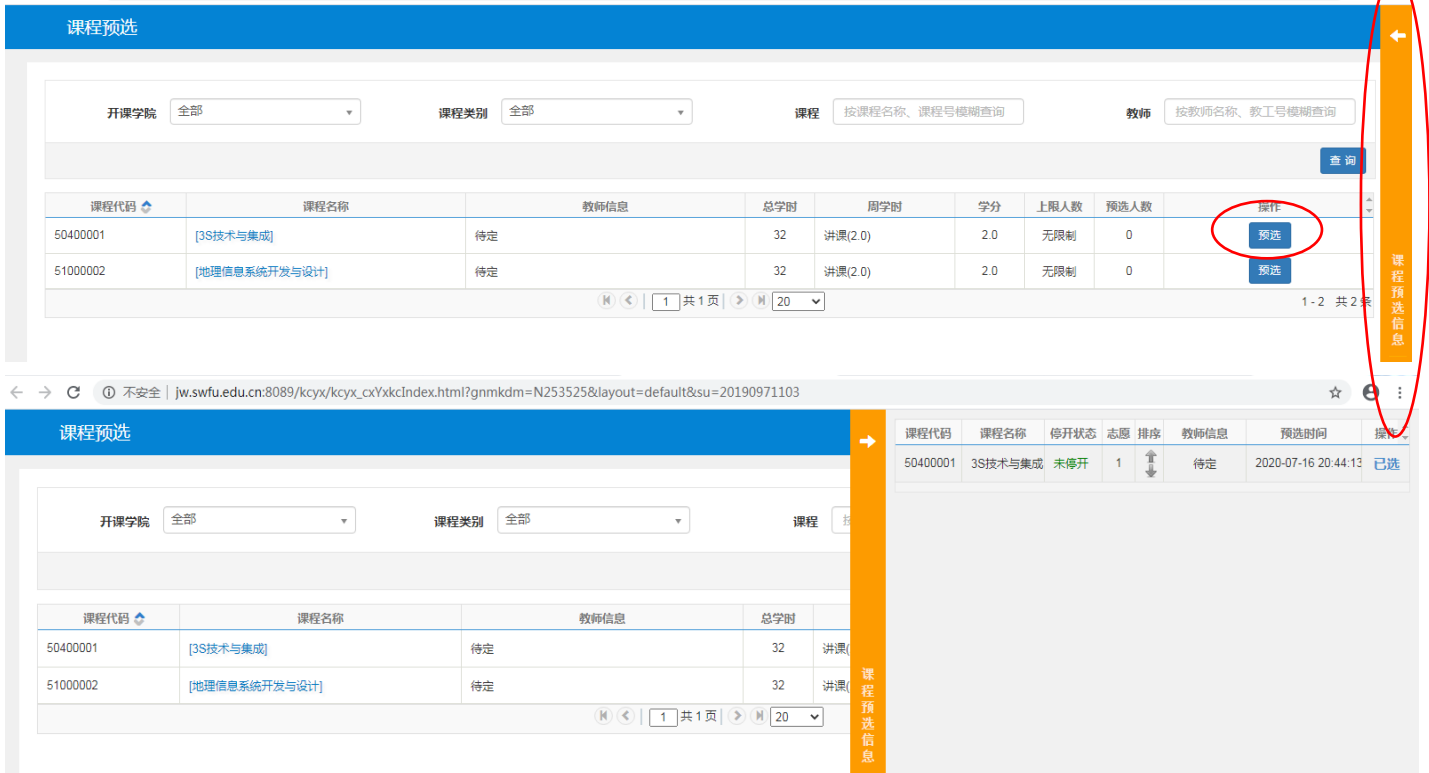 课程预选
开课学院 全部 课程类别 全部 课程 按课程名称、课程号模糊查询 教师 按教师名称、教工号模糊查询
查询
课程代码 课程名称 教师信息 总学时 周学时 学分 上限人数 预选人数 操作
50400001 [3S技术与集成] 待定 32 讲课(2.0) 2.0 无限制 0 预选
51000002 [地理信息系统开发与设计] 待定 32 讲课(2.0) 2.0 无限制 0 预选
1 共1页 20 1 - 2 共2条
课程预选信息
不安全 | jw.swfu.edu.cn:8089/kcyx/kcyx_cxYxkcIndex.html?gnmkdm=N253525&layout=default&su=20190971103
课程预选
开课学院 全部 课程类别 全部 课程
课程代码 课程名称 教师信息 总学时
50400001 [3S技术与集成] 待定 32 讲课(
51000002 [地理信息系统开发与设计] 待定 32 讲课(
1 共1页 20
课程预选信息
课程代码 课程名称 停开状态 志愿 排序 教师信息 预选时间 操作
50400001 3S技术与集成 未停开 1 待定 2020-07-16 20:44:13 已选